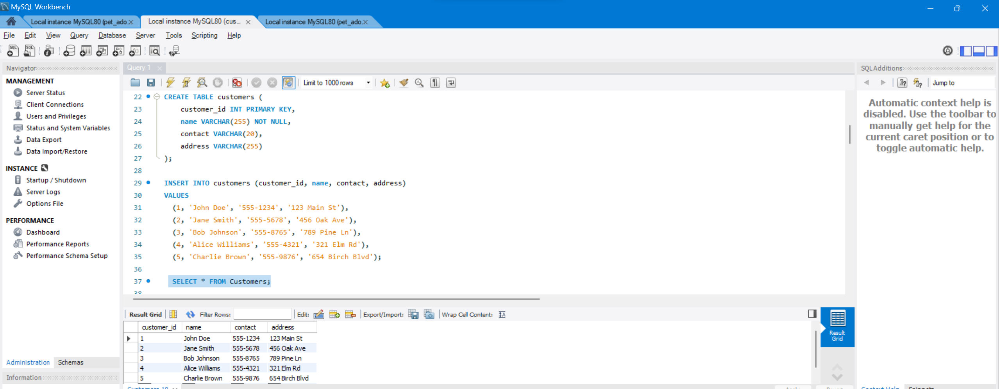 MySQL Workbench
Local instance MySQL80 (pet_ado.× Local instance MySQL80 (cus... × Local instance MySQL80 (pet_ado.×
File Edit View Query Database Server Tools Scripting Help
Navigator
MANAGEMENT
Server Status
Client Connections
Users and Privileges
Status and System Variables
Data Export
Data Import/Restore
INSTANCE
Startup / Shutdown
Server Logs
Options File
PERFORMANCE
Dashboard
Performance Reports
Performance Schema Setup
Administration Schemas
Information
Query 1 ×
Limit to 1000 rows
22 CREATE TABLE customers (
23 customer_id INT PRIMARY KEY,
24 name VARCHAR(255) NOT NULL,
25 contact VARCHAR(20),
26 address VARCHAR(255)
27 );
28
29 INSERT INTO customers (customer_id, name, contact, address)
30 VALUES
31 (1, 'John Doe', '555-1234', '123 Main St'),
32 (2, 'Jane Smith', '555-5678', '456 Oak Ave'),
33 (3, 'Bob Johnson', '555-8765', '789 Pine Ln'),
34 (4, 'Alice Williams', '555-4321', '321 Elm Rd'),
35 (5, 'Charlie Brown', '555-9876', '654 Birch Blvd');
36
37 SELECT * FROM Customers;
38
Result Grid Filter Rows: Edit: Export/Import: Wrap Cell Content:
customer_id name contact address
1 John Doe 555-1234 123 Main St
2 Jane Smith 555-5678 456 Oak Ave
3 Bob Johnson 555-8765 789 Pine Ln
4 Alice Williams 555-4321 321 Elm Rd
5 Charlie Brown 555-9876 654 Birch Blvd
Result
Grid
SQLAdditions
Jump to
Automatic context help is
disabled. Use the toolbar to
manually get help for the
current caret position or to
toggle automatic help.
Context Help Snippets